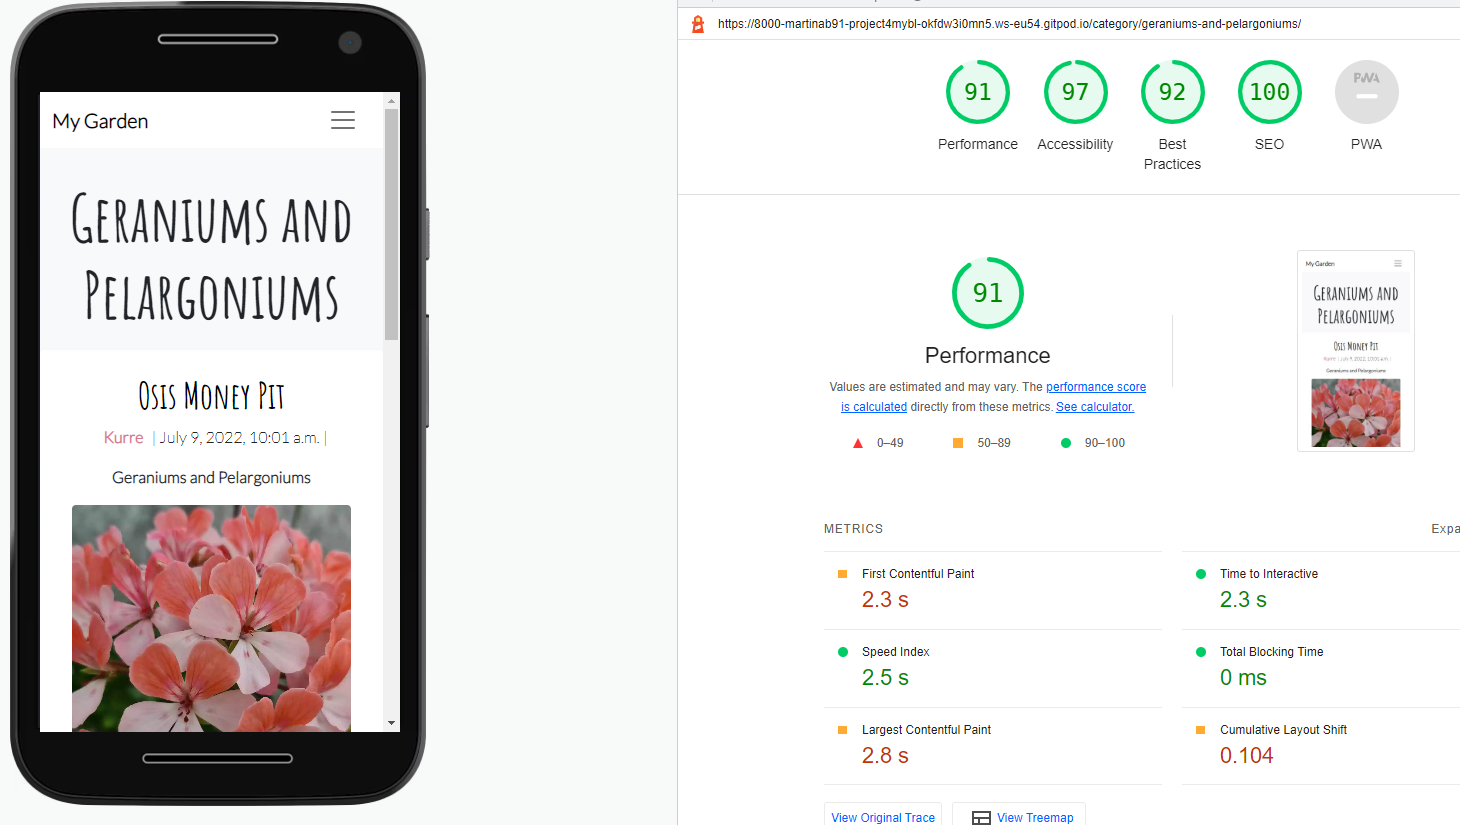 My Garden
Geraniums and
Pelargoniums
Osis Money Pit
Kurre | July 9, 2022, 10:01 a.m. |
Geraniums and Pelargoniums
https://8000-martinab91-project4mybl-okfdw3i0mn5.ws-eu54.gitpod.io/category/geraniums-and-pelargoniums/
91
97
92
100
PWA
Performance
Accessibility
Best
Practices
SEO
PWA
91
Performance
Values are estimated and may vary. The performance score
is calculated directly from these metrics. See calculator.
0–49
50–89
90–100
My Garden
Geraniums and
Pelargoniums
Osis Money Pit
Kurre | July 9, 2022, 10:01 a.m. |
Geraniums and Pelargoniums
METRICS
Expa
First Contentful Paint
2.3 s
Time to Interactive
2.3 s
Speed Index
2.5 s
Total Blocking Time
0 ms
Largest Contentful Paint
2.8 s
Cumulative Layout Shift
0.104
View Original Trace
View Treemap